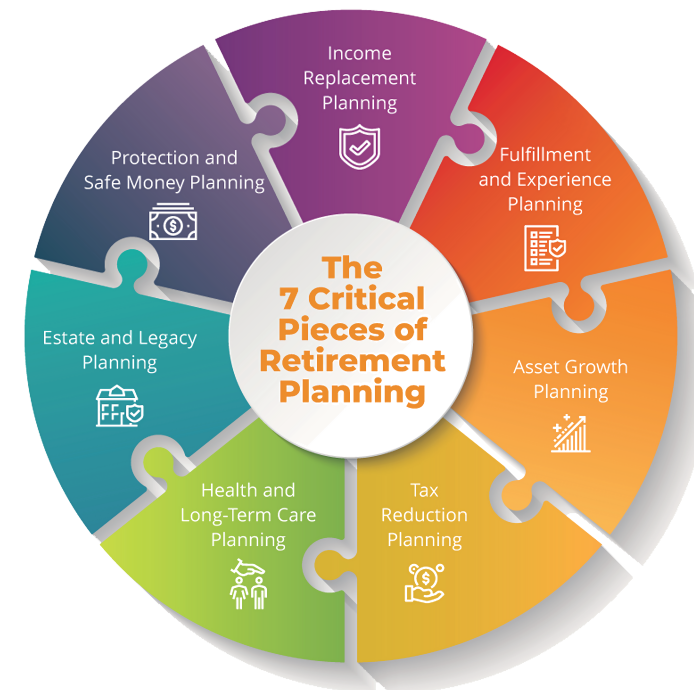 Income
Replacement
Planning
Fulfillment
and Experience
Planning
Asset Growth
Planning
Tax
Reduction
Planning
Health and
Long-Term Care
Planning
Estate and Legacy
Planning
Protection and
Safe Money Planning
The
7 Critical
Pieces of
Retirement
Planning
$
$